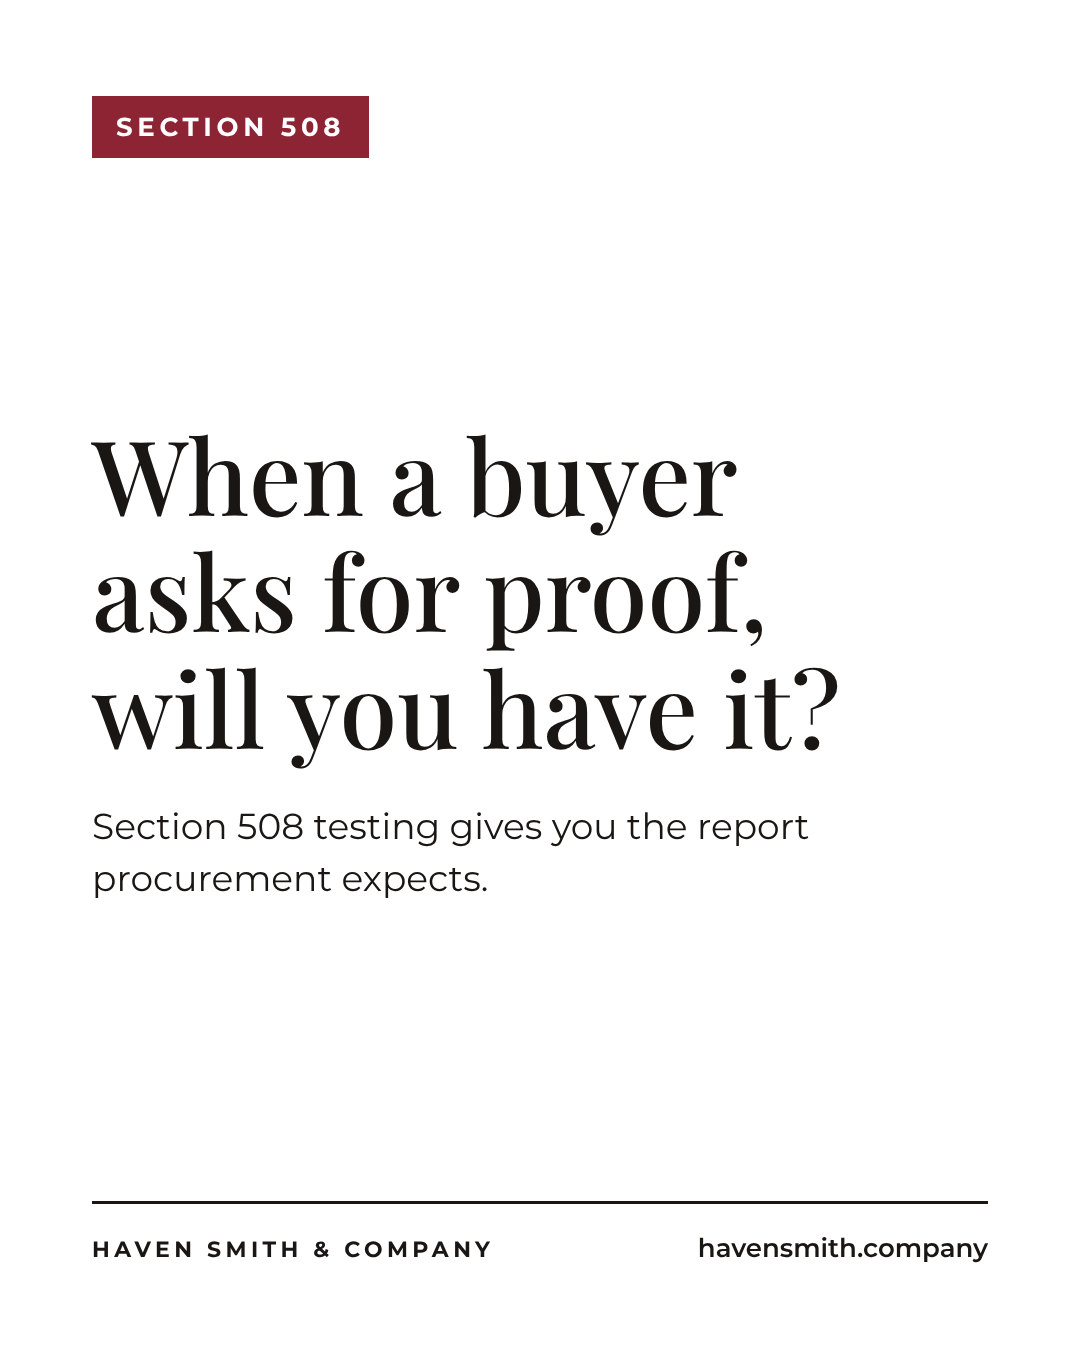 SECTION 508
When a buyer
asks for proof,
will you have it?
Section 508 testing gives you the report
procurement expects.
HAVEN SMITH & COMPANY
havensmith.company